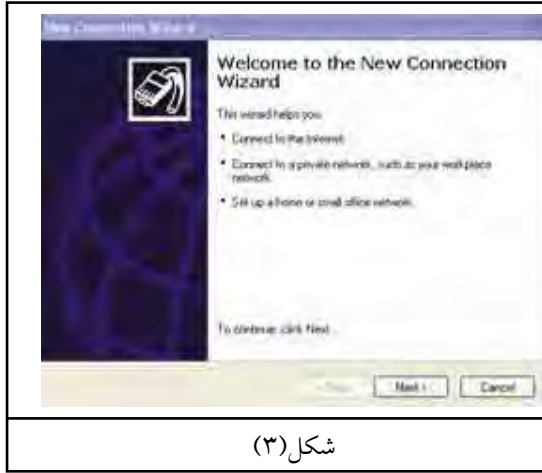 New Connection Wizard
Welcome to the New Connection
Wizard
This wizard helps you:
• Connect to the Internet.
• Connect to a private network, such as your workplace
network.
• Set up a home or small office network.
To continue, click Next.
Next >
Cancel
شكل(٣)